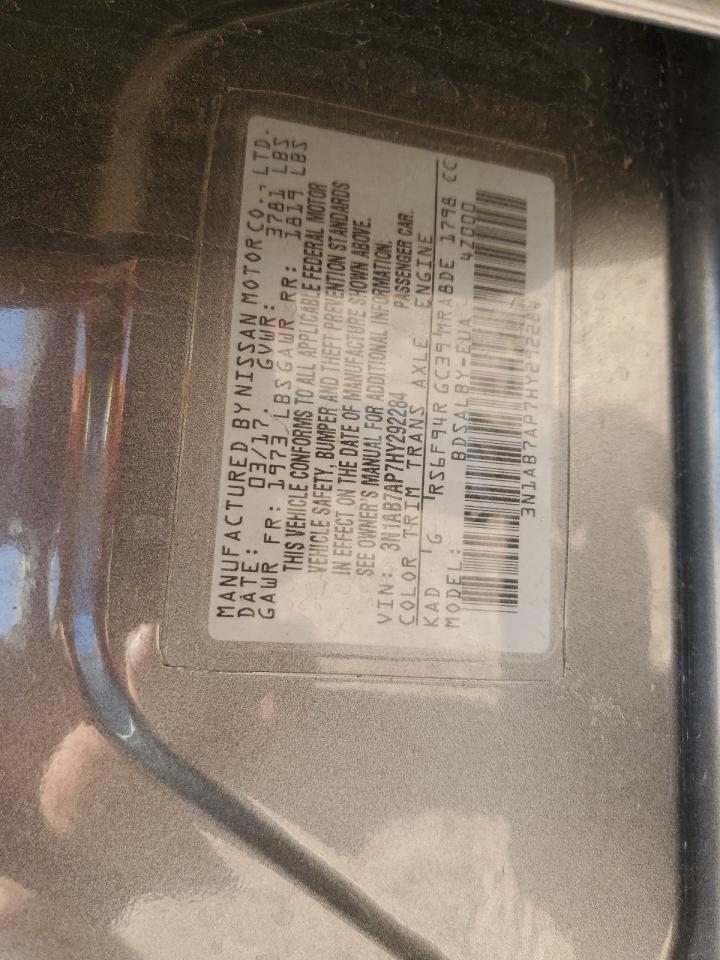 MANUFACTURED BY NISSAN MOTOR CO., LTD.
DATE: 03/17. GVWR: 3781 LBS
GAWR FR: 1973 LBS GAWR RR: 1819 LBS
THIS VEHICLE CONFORMS TO ALL APPLICABLE FEDERAL MOTOR
VEHICLE SAFETY, BUMPER AND THEFT PREVENTION STANDARDS
IN EFFECT ON THE DATE OF MANUFACTURE SHOWN ABOVE.
SEE OWNER'S MANUAL FOR ADDITIONAL INFORMATION.
VIN: 3N1AB7AP7HY292284 PASSENGER CAR.
COLOR TRIM TRANS AXLE ENGINE
KAD G RS6F94R GC39 MRA8DE 1798 CC
MODEL: BDSALBY-EUA 4Z000
3N1AB7AP7HY292284